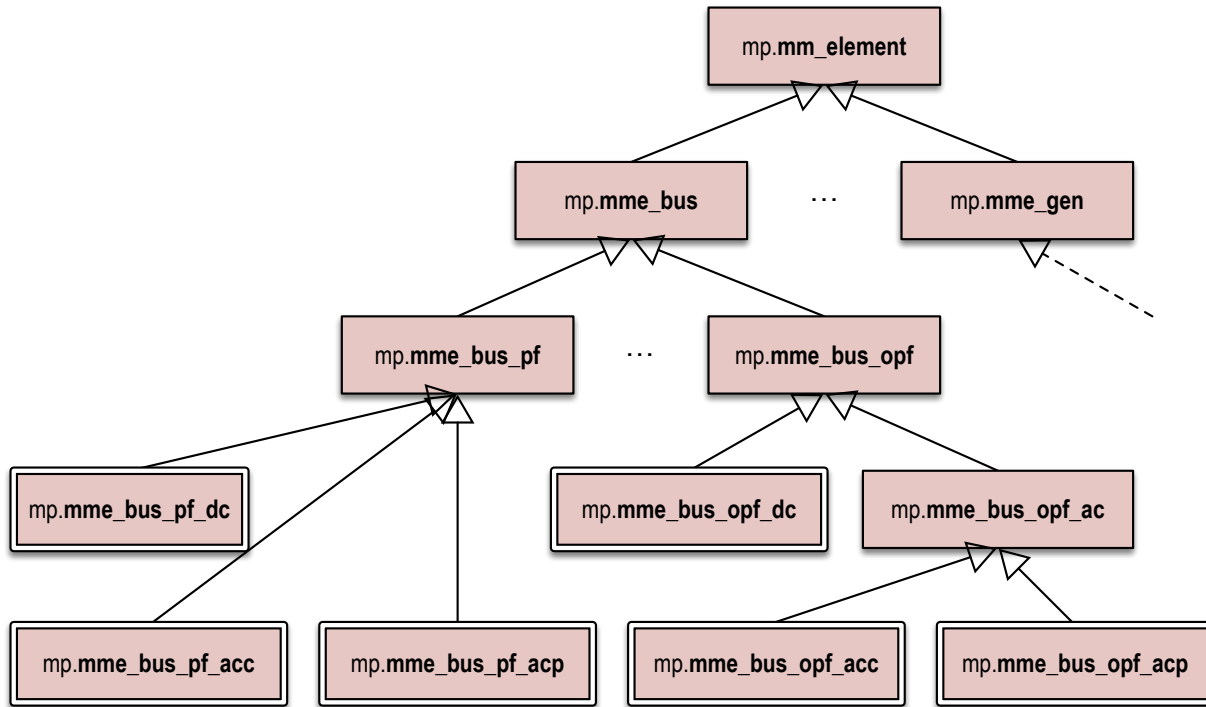 mp.mm_element
mp.mme_bus
...
mp.mme_gen
mp.mme_bus_pf
...
mp.mme_bus_opf
mp.mme_bus_pf_dc
mp.mme_bus_opf_dc
mp.mme_bus_opf_ac
mp.mme_bus_pf_acc
mp.mme_bus_pf_acp
mp.mme_bus_opf_acc
mp.mme_bus_opf_acp